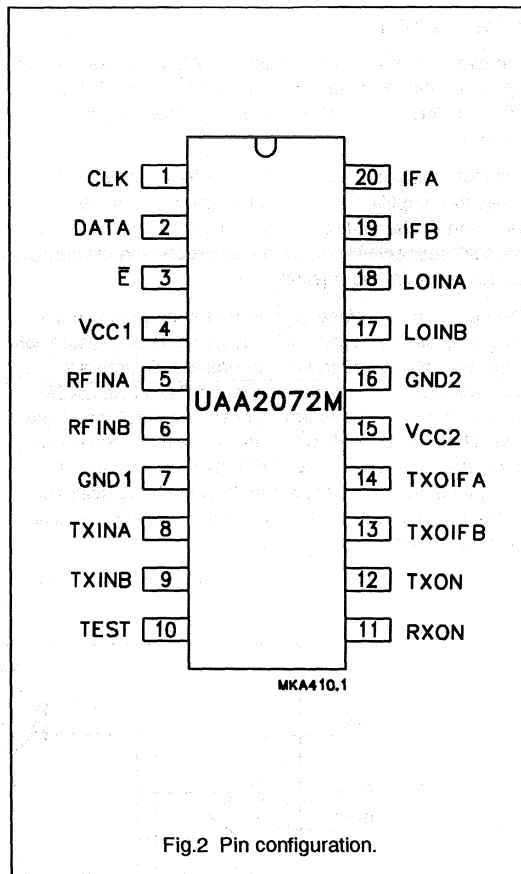 CLK 1 20 IFA
DATA 2 19 IFB
E̅ 3 18 LOINA
VCC1 4 17 LOINB
RFINA 5 16 GND2
UAA2072M
RFINB 6 15 VCC2
GND1 7 14 TXOIFA
TXINA 8 13 TXOIFB
TXINB 9 12 TXON
TEST 10 11 RXON
MKA410.1
Fig.2 Pin configuration.